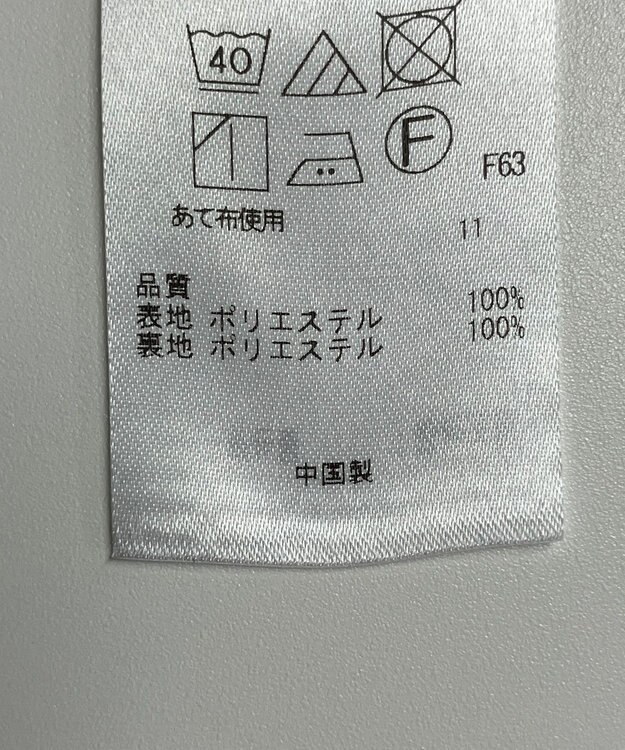 40
F
F63
あて布使用
11
品質
表地 ポリエステル 100%
裏地 ポリエステル 100%
中国製